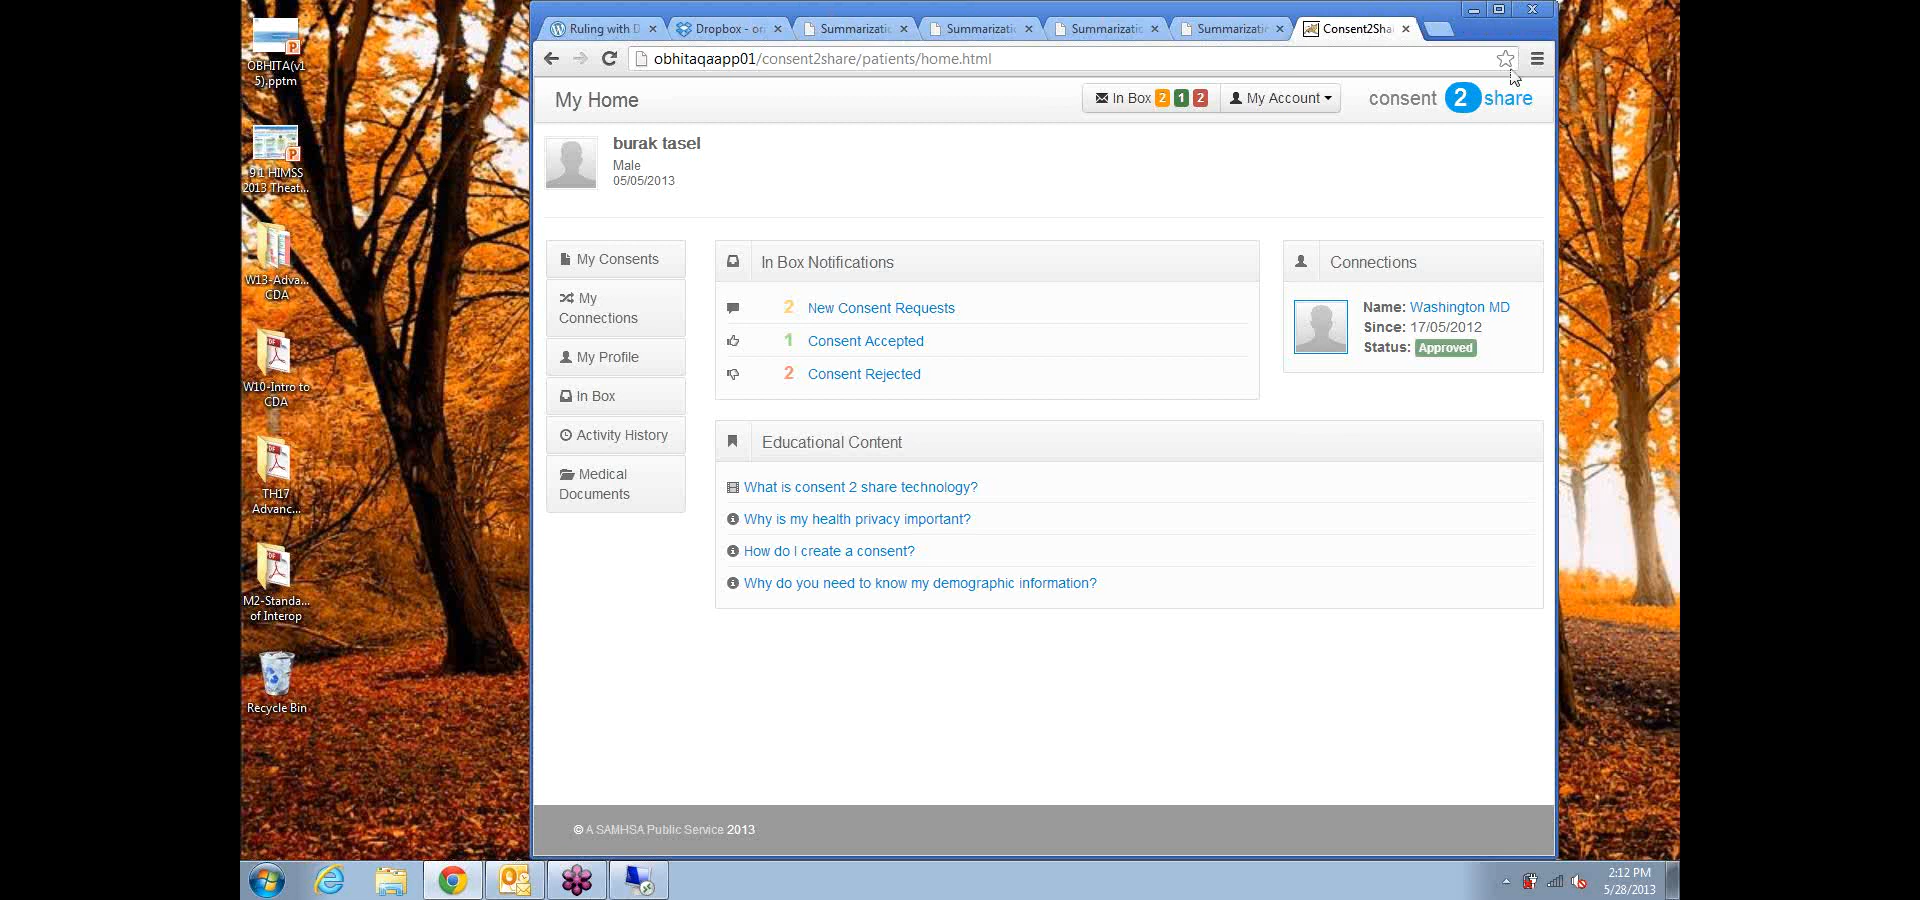 OBHITA(v1
5).pptm
9.1 HIMSS
2013 Theat...
W13-Adva...
CDA
W10-Intro to
CDA
TH17
Advanc...
M2-Standa...
of Interop
Recycle Bin
Ruling with D
Dropbox - or
Summarizatio
Summarizatio
Summarizatio
Summarizatio
Consent2Sha
obhitaqaapp01/consent2share/patients/home.html
My Home
In Box 2 1 2
My Account
consent 2 share
burak tasel
Male
05/05/2013
My Consents
My
Connections
My Profile
In Box
Activity History
Medical
Documents
In Box Notifications
2 New Consent Requests
1 Consent Accepted
2 Consent Rejected
Connections
Name: Washington MD
Since: 17/05/2012
Status: Approved
Educational Content
What is consent 2 share technology?
Why is my health privacy important?
How do I create a consent?
Why do you need to know my demographic information?
© A SAMHSA Public Service 2013
2:12 PM
5/28/2013